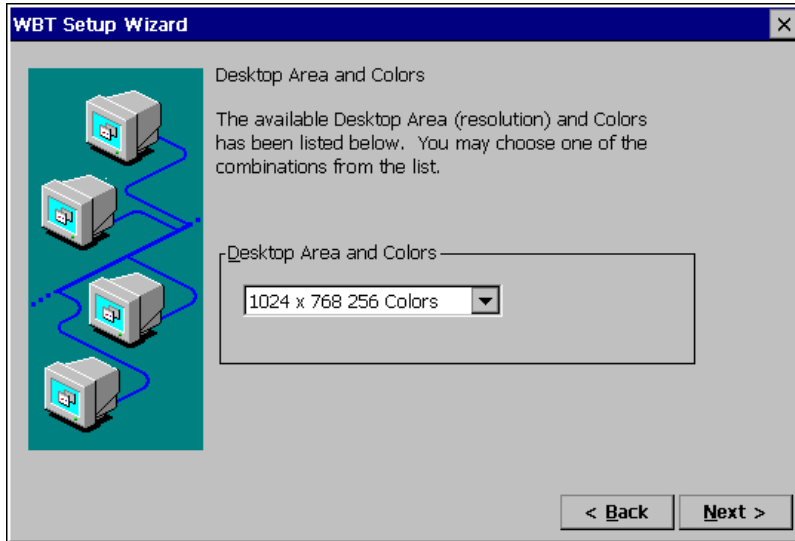 WBT Setup Wizard
Desktop Area and Colors
The available Desktop Area (resolution) and Colors
has been listed below. You may choose one of the
combinations from the list.
Desktop Area and Colors
1024 x 768 256 Colors
< Back
Next >